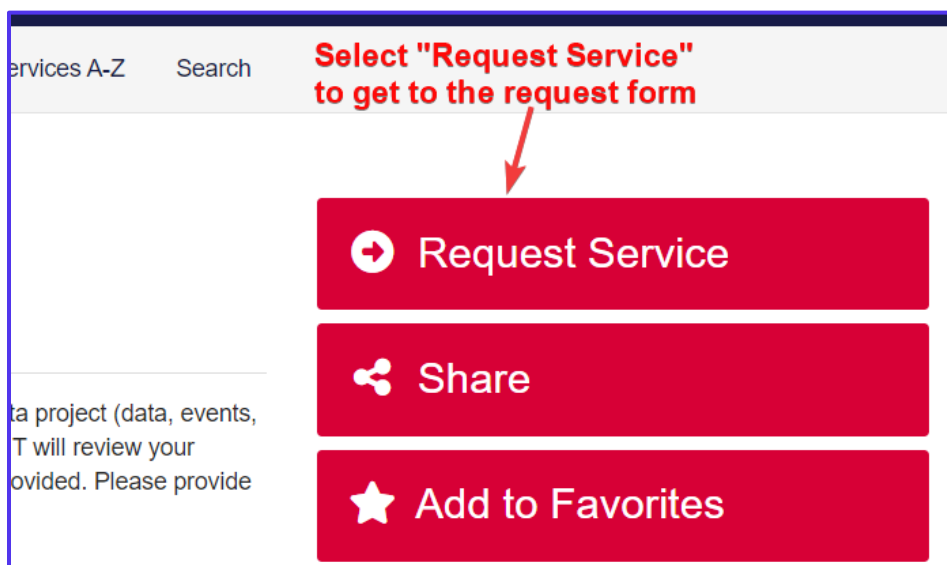 ervices A-Z
Search
Select "Request Service"
to get to the request form
Request Service
Share
Add to Favorites
ta project (data, events,
T will review your
ovided. Please provide